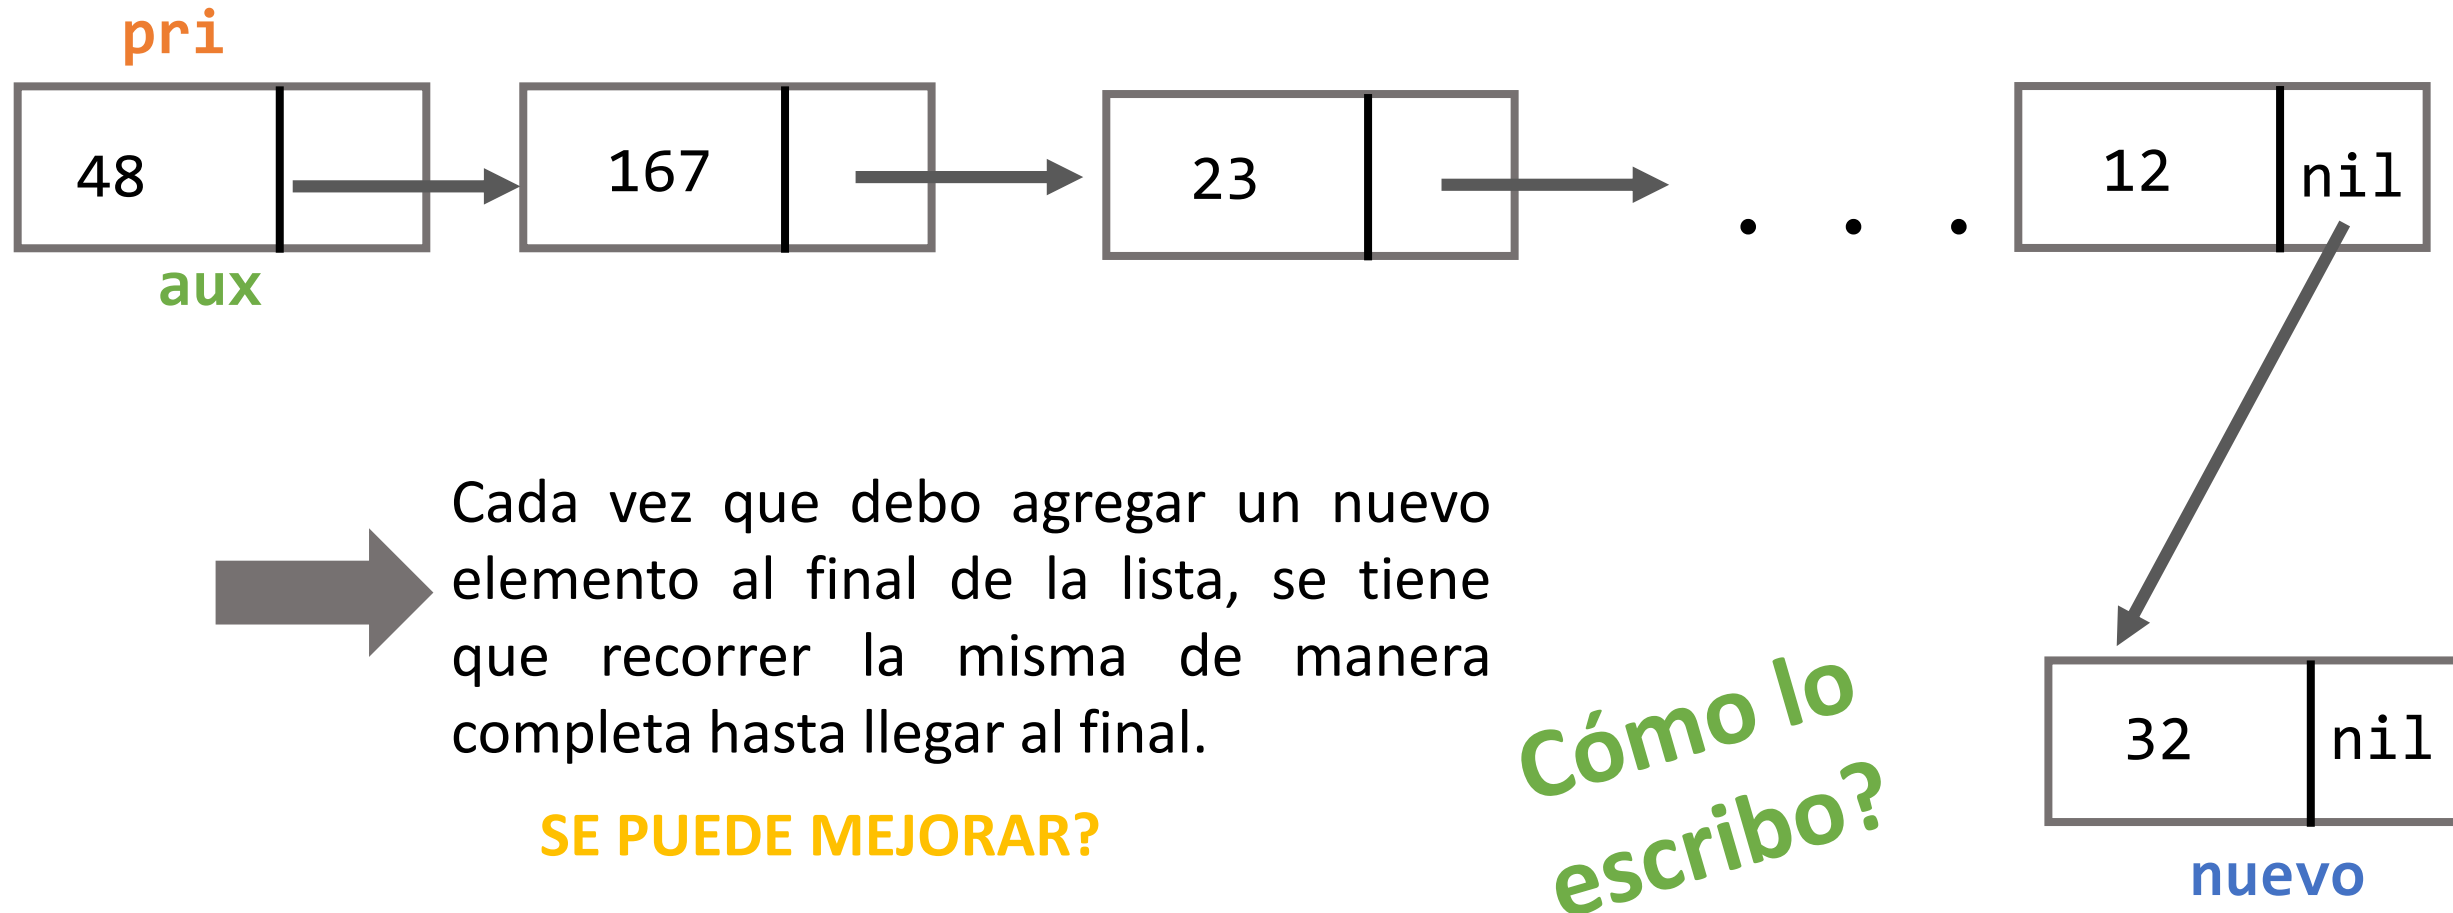 pri
48
167
23
. . .
12
nil
aux
Cada vez que debo agregar un nuevo
elemento al final de la lista, se tiene
que recorrer la misma de manera
completa hasta llegar al final.
SE PUEDE MEJORAR?
Cómo lo
escribo?
32
nil
nuevo